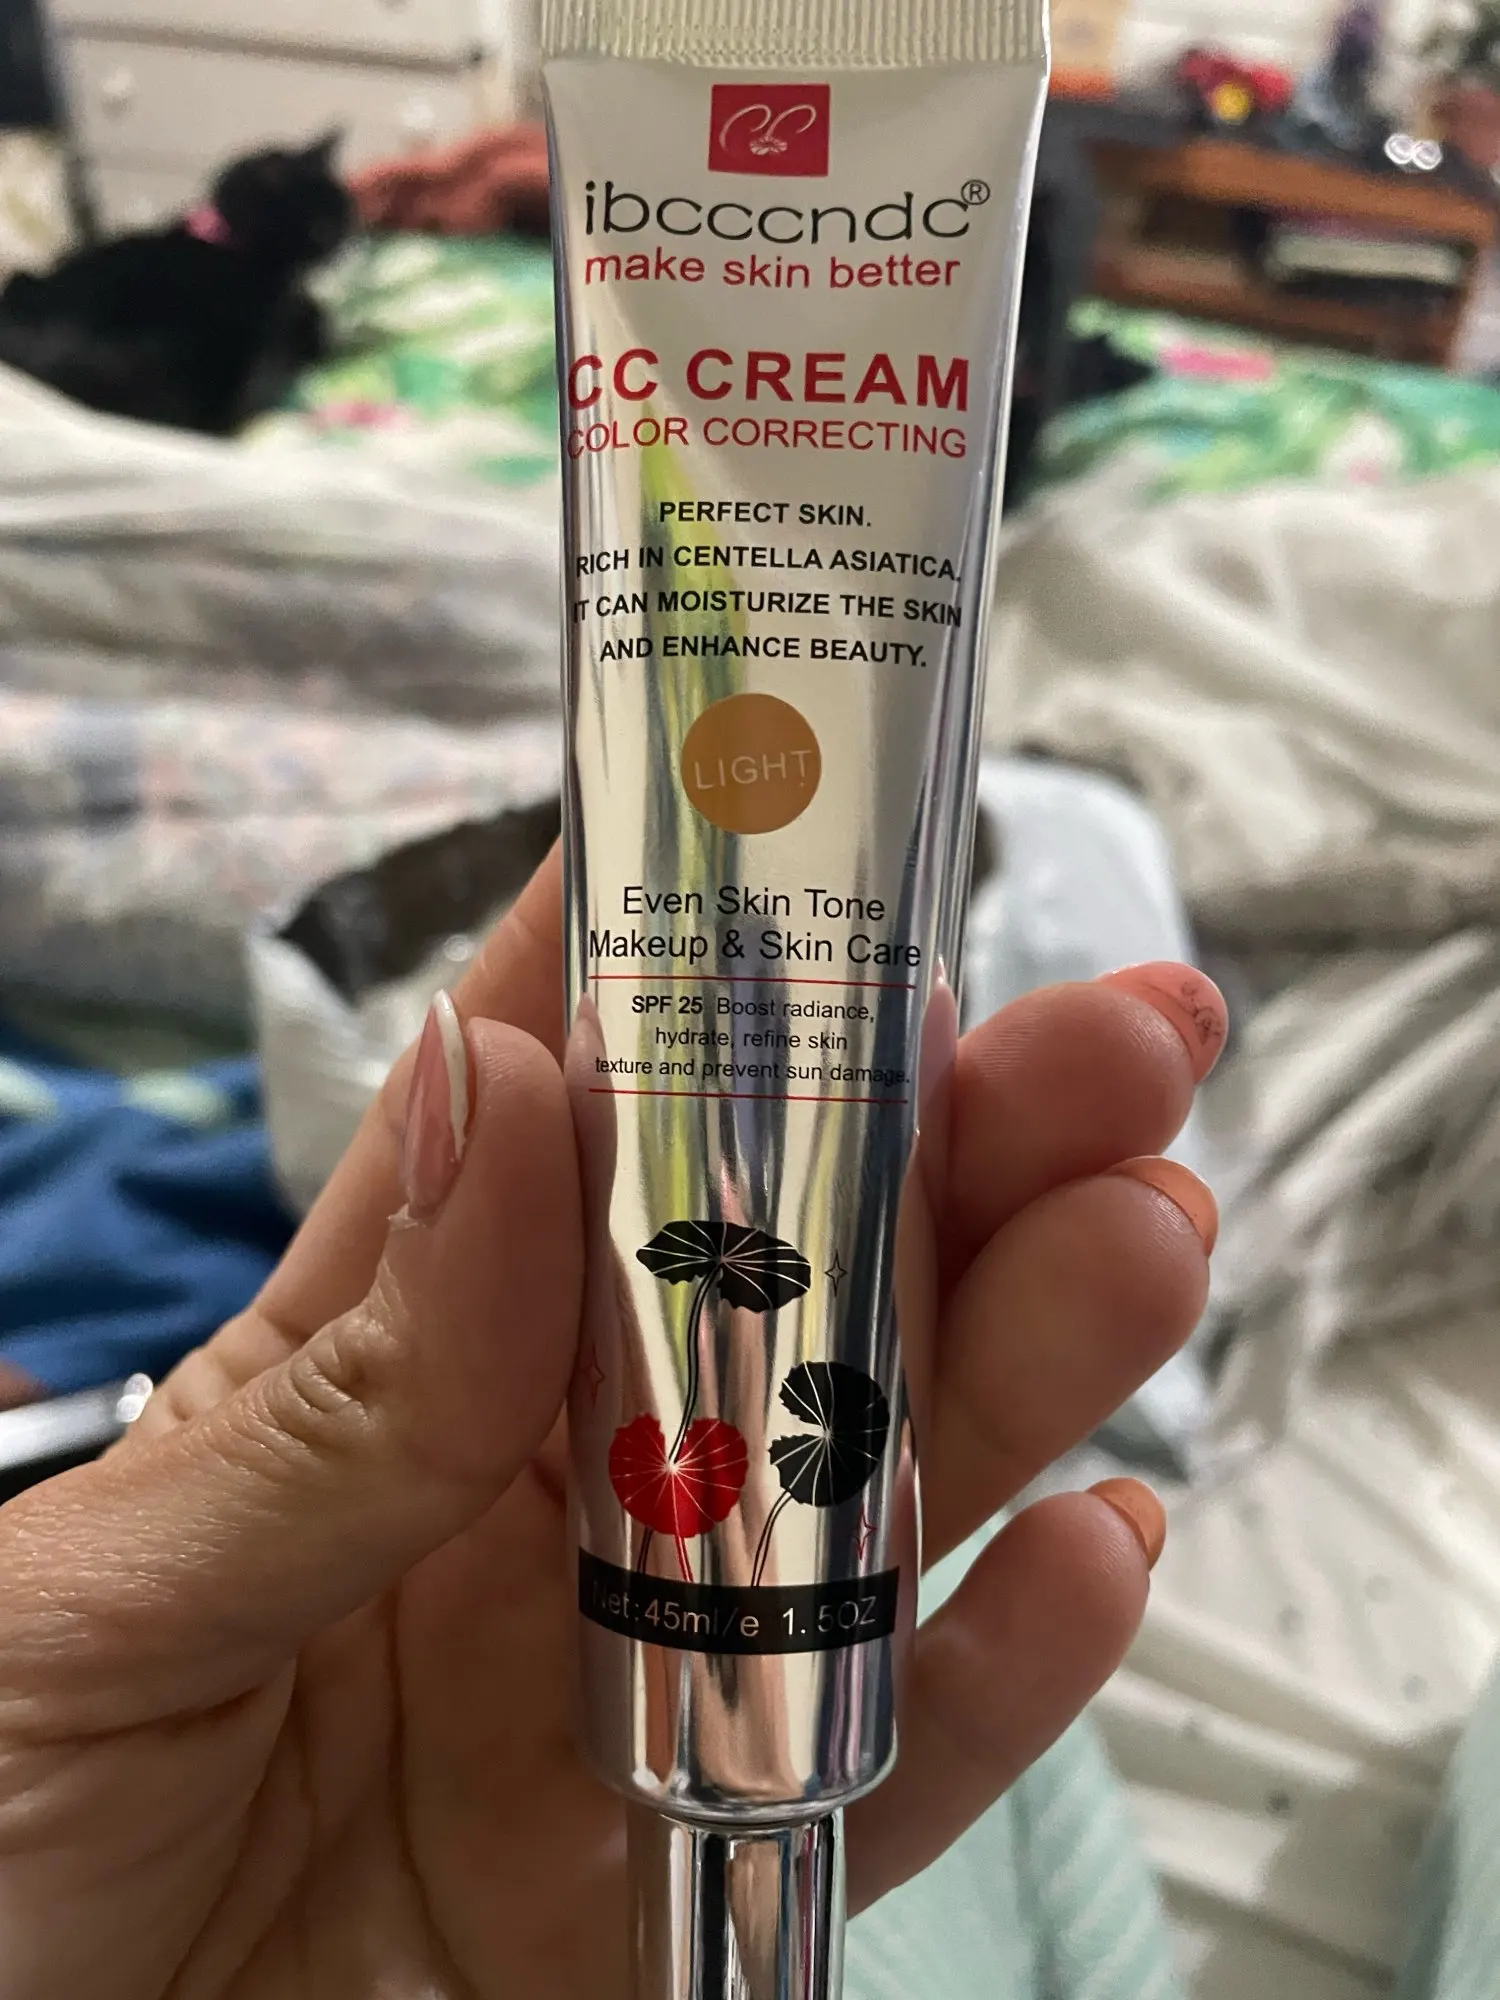 CC
ibcccndc®
make skin better
CC CREAM
COLOR CORRECTING
PERFECT SKIN.
RICH IN CENTELLA ASIATICA.
IT CAN MOISTURIZE THE SKIN
AND ENHANCE BEAUTY.
LIGHT
Even Skin Tone
Makeup & Skin Care
SPF 25 Boost radiance,
hydrate, refine skin
texture and prevent sun damage.
Net:45ml/e 1.5OZ